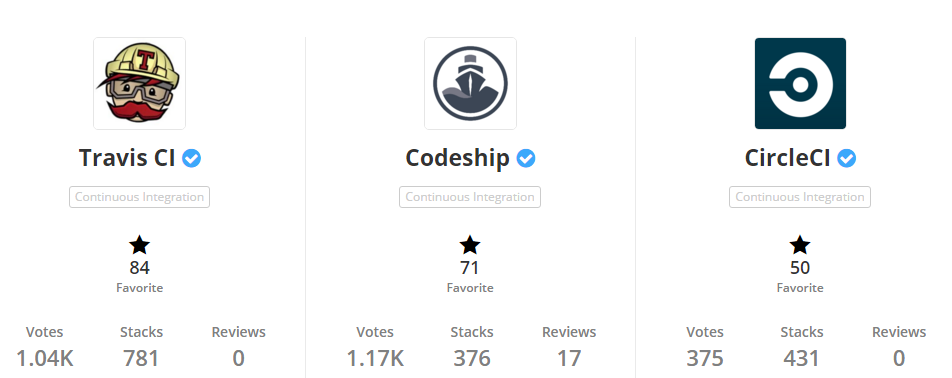 T
Travis CI
Continuous Integration
84
Favorite
Votes Stacks Reviews
1.04K 781 0
Codeship
Continuous Integration
71
Favorite
Votes Stacks Reviews
1.17K 376 17
CircleCI
Continuous Integration
50
Favorite
Votes Stacks Reviews
375 431 0